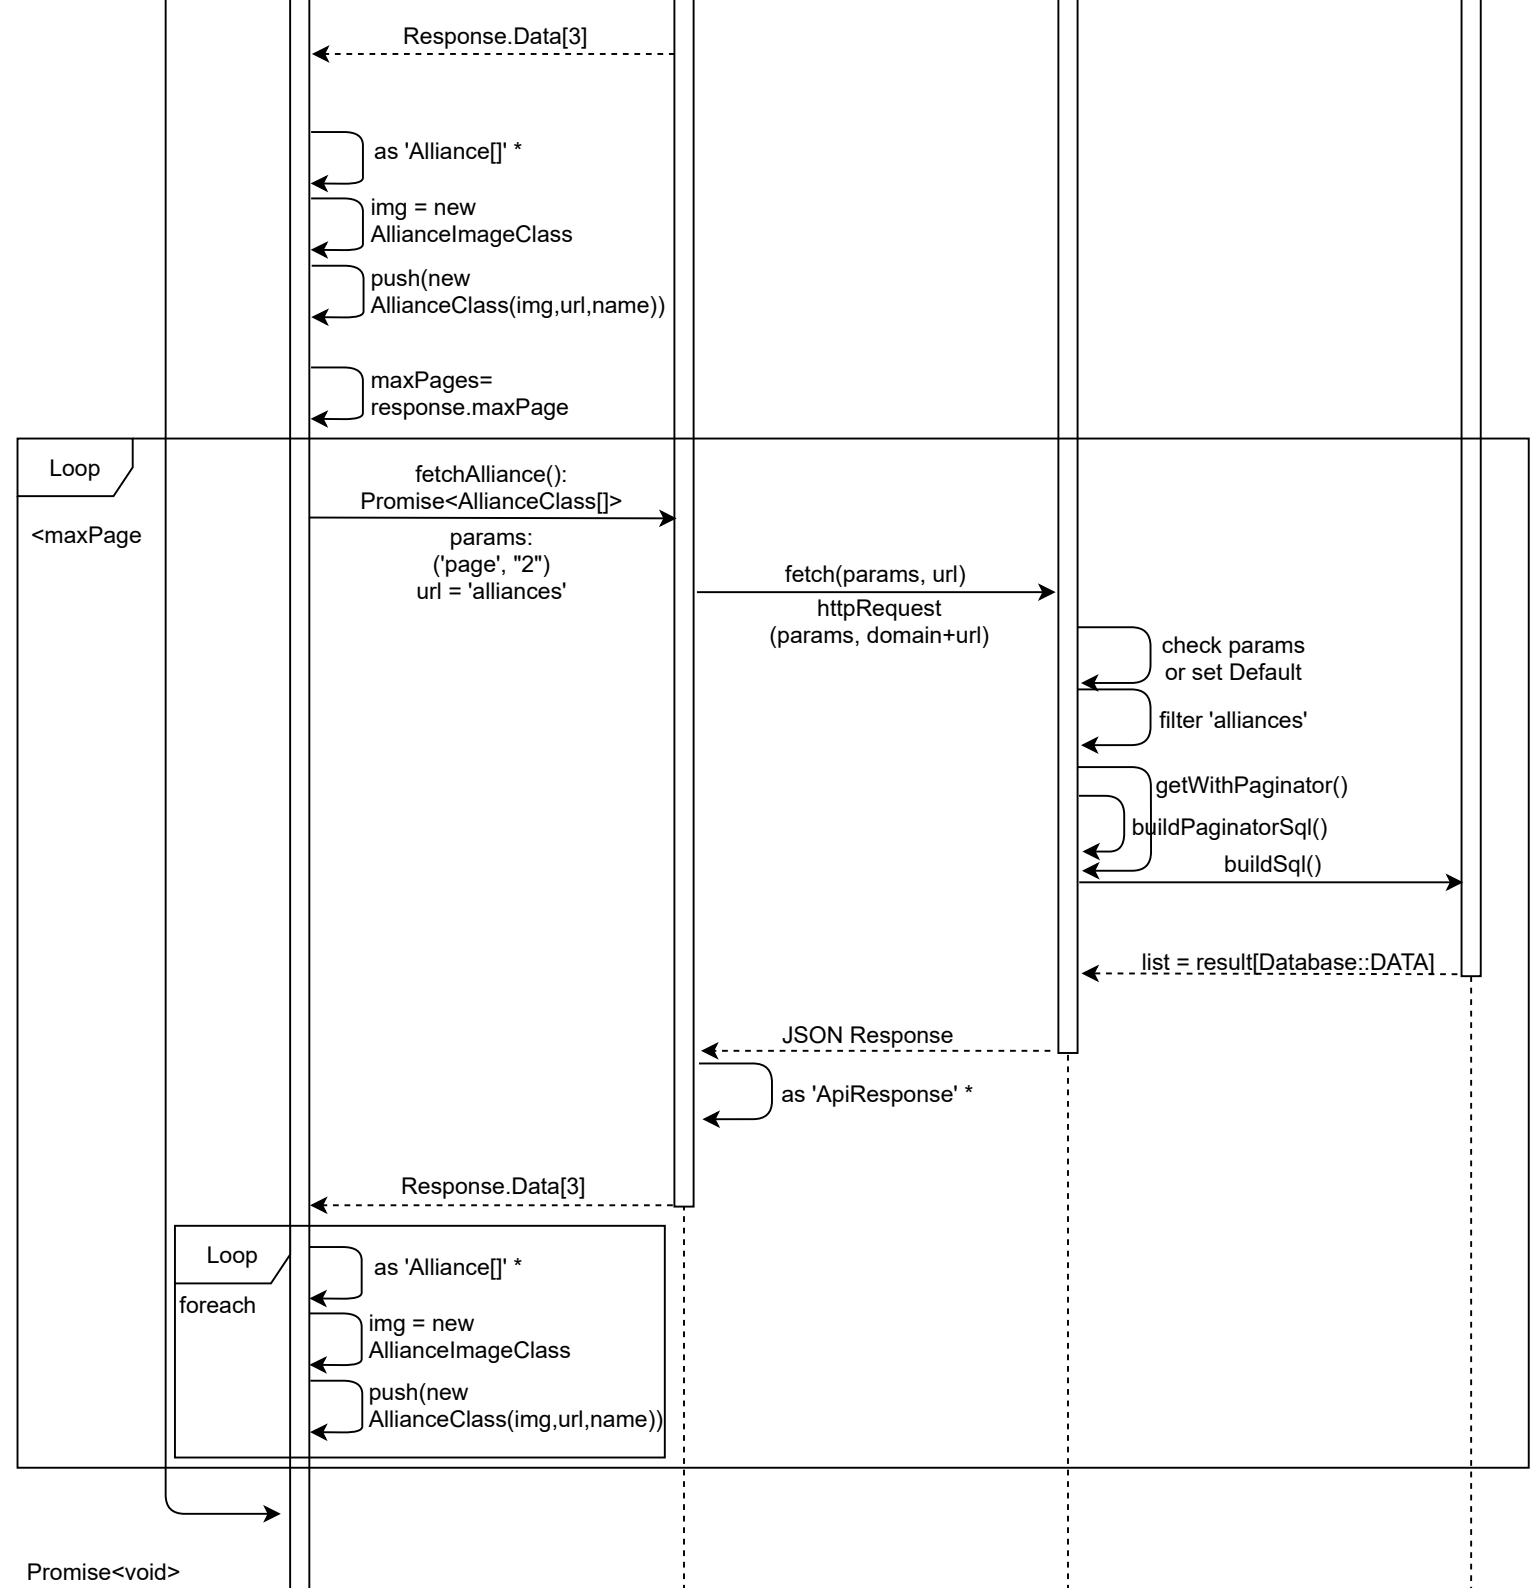 Response.Data[3]
as 'Alliance[]' *
img = new
AllianceImageClass
push(new
AllianceClass(img,url,name))
maxPages=
response.maxPage
Loop
<maxPage
fetchAlliance():
Promise<AllianceClass[]>
params:
('page', "2")
url = 'alliances'
fetch(params, url)
httpRequest
(params, domain+url)
check params
or set Default
filter 'alliances'
getWithPaginator()
buildPaginatorSql()
buildSql()
list = result[Database::DATA]
JSON Response
as 'ApiResponse' *
Response.Data[3]
Loop
foreach
as 'Alliance[]' *
img = new
AllianceImageClass
push(new
AllianceClass(img,url,name))
Promise<void>